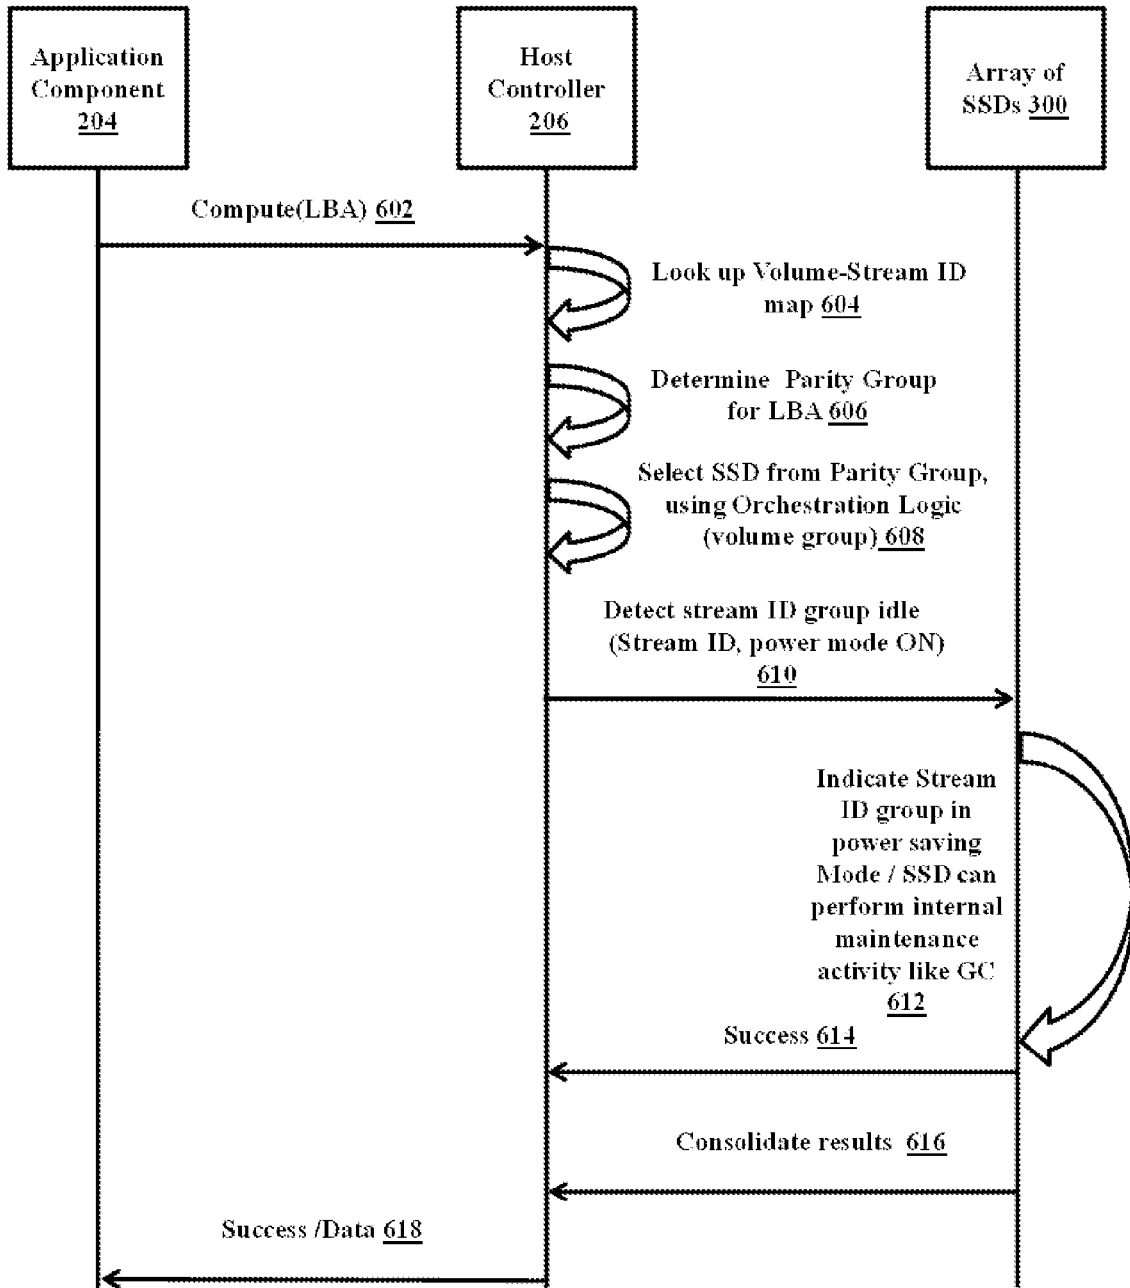 Application
Component
204
Host
Controller
206
Array of
SSDs 300
Compute(LBA) 602
Look up Volume-Stream ID
map 604
Determine Parity Group
for LBA 606
Select SSD from Parity Group,
using Orchestration Logic
(volume group) 608
Detect stream ID group idle
(Stream ID, power mode ON)
610
Indicate Stream
ID group in
power saving
Mode / SSD can
perform internal
maintenance
activity like GC
612
Success 614
Consolidate results 616
Success /Data 618